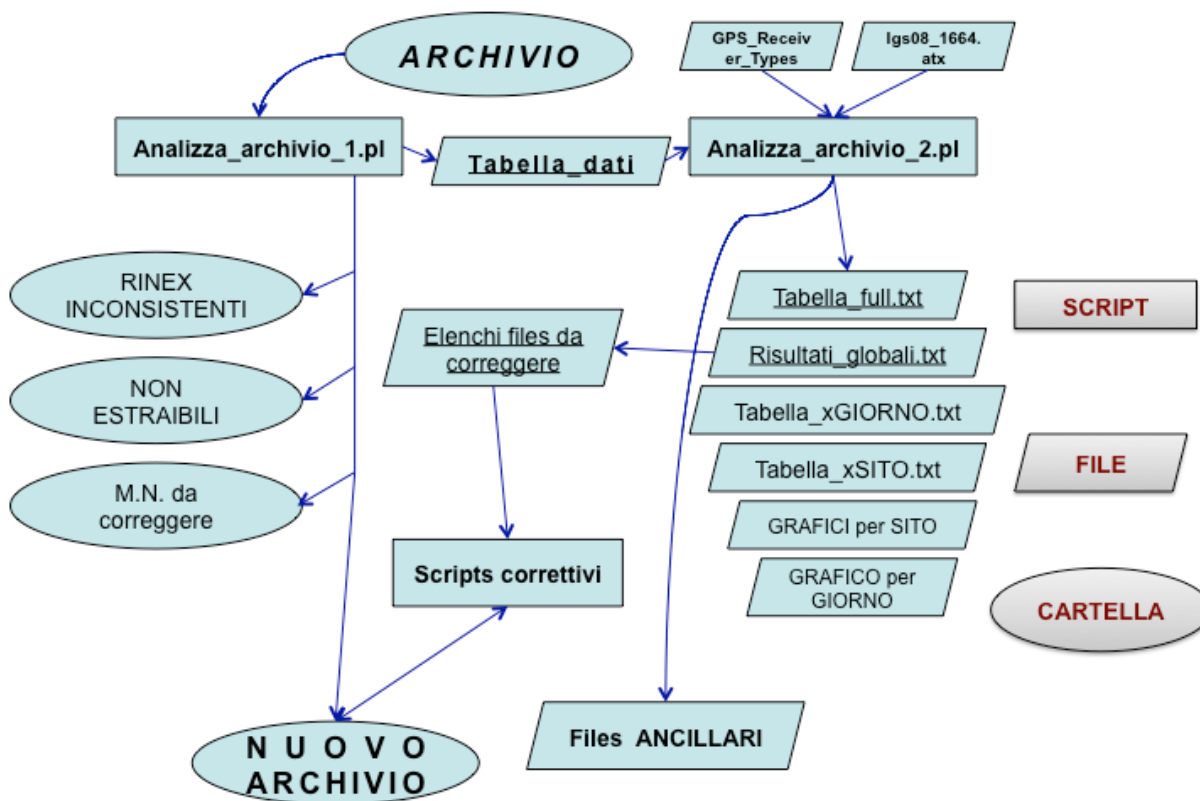 ARCHIVIO
GPS_Receiv
er_Types
Igs08_1664.
atx
Analizza_archivio_1.pl
Tabella_dati
Analizza_archivio_2.pl
RINEX
INCONSISTENTI
NON
ESTRAIBILI
M.N. da
correggere
Elenchi files da
correggere
Tabella_full.txt
Risultati_globali.txt
Tabella_xGIORNO.txt
Tabella_xSITO.txt
GRAFICI per SITO
GRAFICO per
GIORNO
SCRIPT
FILE
CARTELLA
Scripts correttivi
NUOVO
ARCHIVIO
Files ANCILLARI